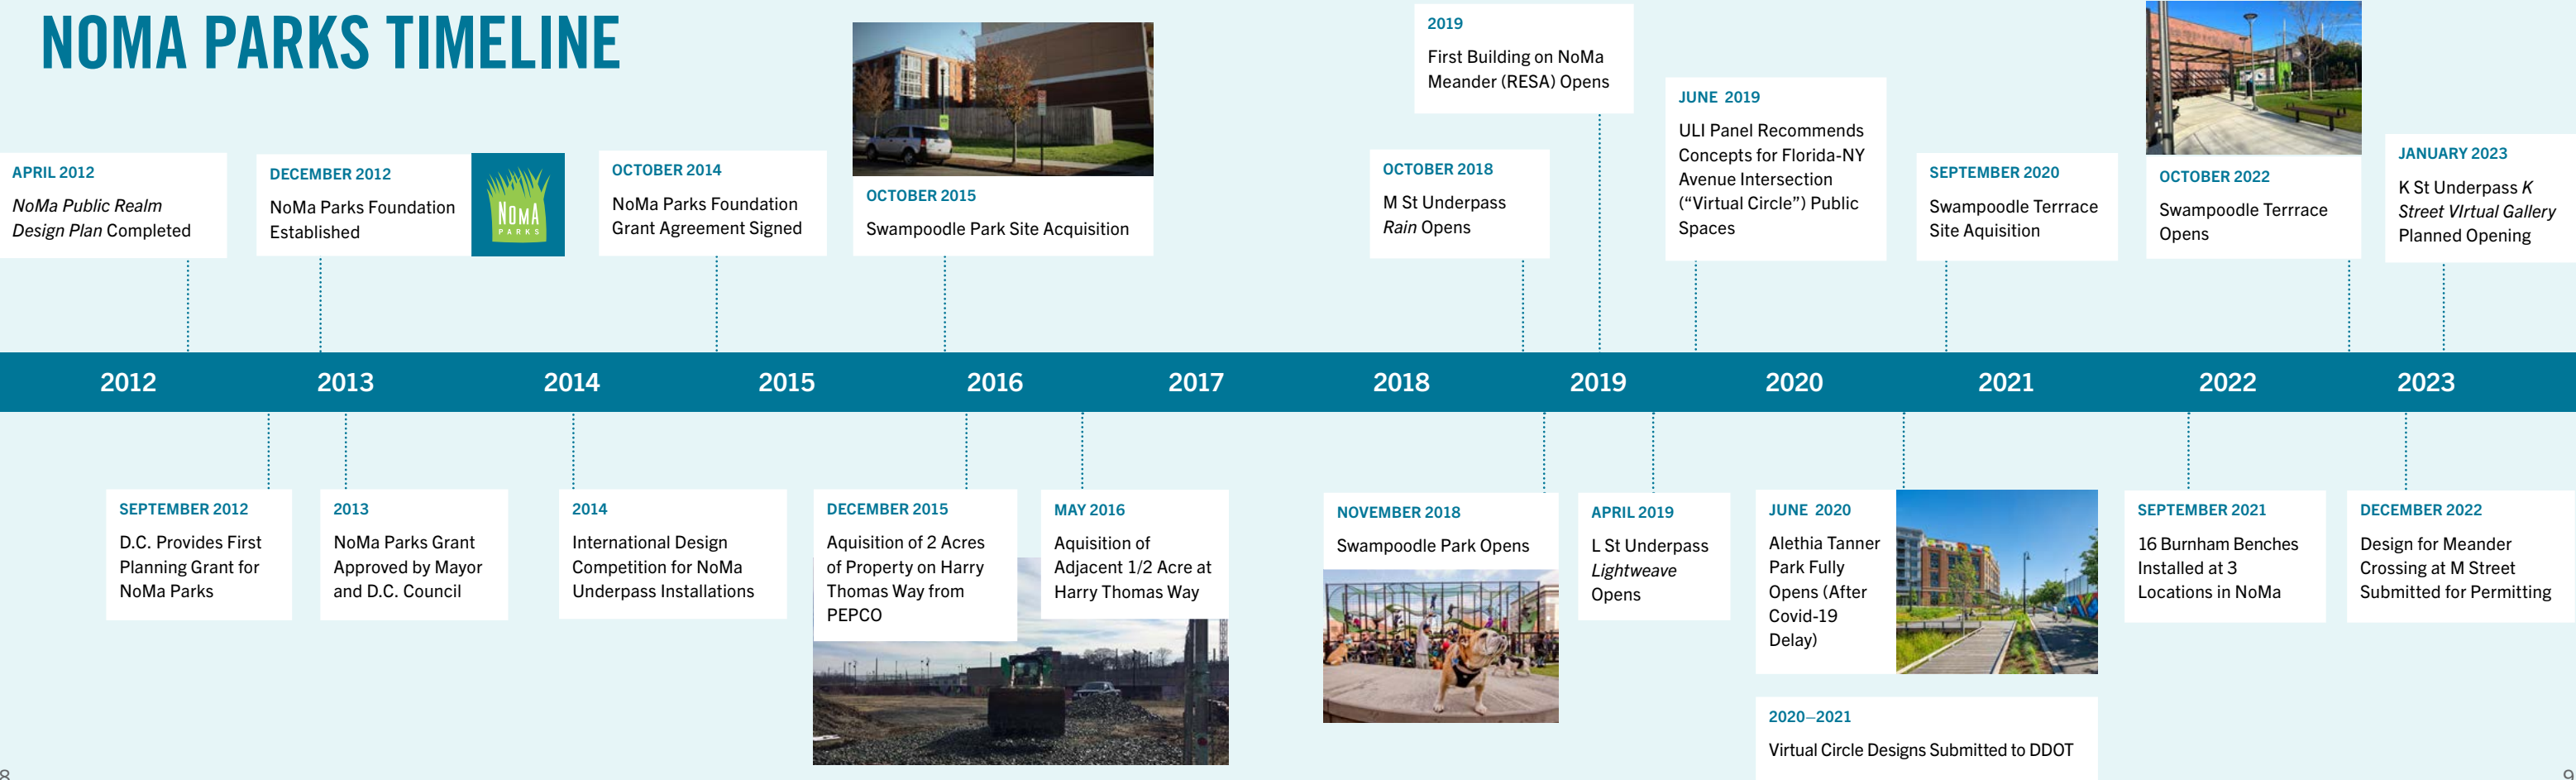 NOMA PARKS TIMELINE
APRIL 2012
NoMa Public Realm
Design Plan Completed
DECEMBER 2012
NoMa Parks Foundation
Established
NOMA
PARKS
OCTOBER 2014
NoMa Parks Foundation
Grant Agreement Signed
OCTOBER 2015
Swampoodle Park Site Acquisition
OCTOBER 2018
M St Underpass
Rain Opens
2019
First Building on NoMa
Meander (RESA) Opens
JUNE 2019
ULI Panel Recommends
Concepts for Florida-NY
Avenue Intersection
(“Virtual Circle”) Public
Spaces
SEPTEMBER 2020
Swampoodle Terrrace
Site Aquisition
OCTOBER 2022
Swampoodle Terrrace
Opens
JANUARY 2023
K St Underpass K
Street VIrtual Gallery
Planned Opening
2012 2013 2014 2015 2016 2017 2018 2019 2020 2021 2022 2023
SEPTEMBER 2012
D.C. Provides First
Planning Grant for
NoMa Parks
2013
NoMa Parks Grant
Approved by Mayor
and D.C. Council
2014
International Design
Competition for NoMa
Underpass Installations
DECEMBER 2015
Aquisition of 2 Acres
of Property on Harry
Thomas Way from
PEPCO
MAY 2016
Aquisition of
Adjacent 1/2 Acre at
Harry Thomas Way
NOVEMBER 2018
Swampoodle Park Opens
APRIL 2019
L St Underpass
Lightweave
Opens
JUNE 2020
Alethia Tanner
Park Fully
Opens (After
Covid-19
Delay)
2020–2021
Virtual Circle Designs Submitted to DDOT
SEPTEMBER 2021
16 Burnham Benches
Installed at 3
Locations in NoMa
DECEMBER 2022
Design for Meander
Crossing at M Street
Submitted for Permitting